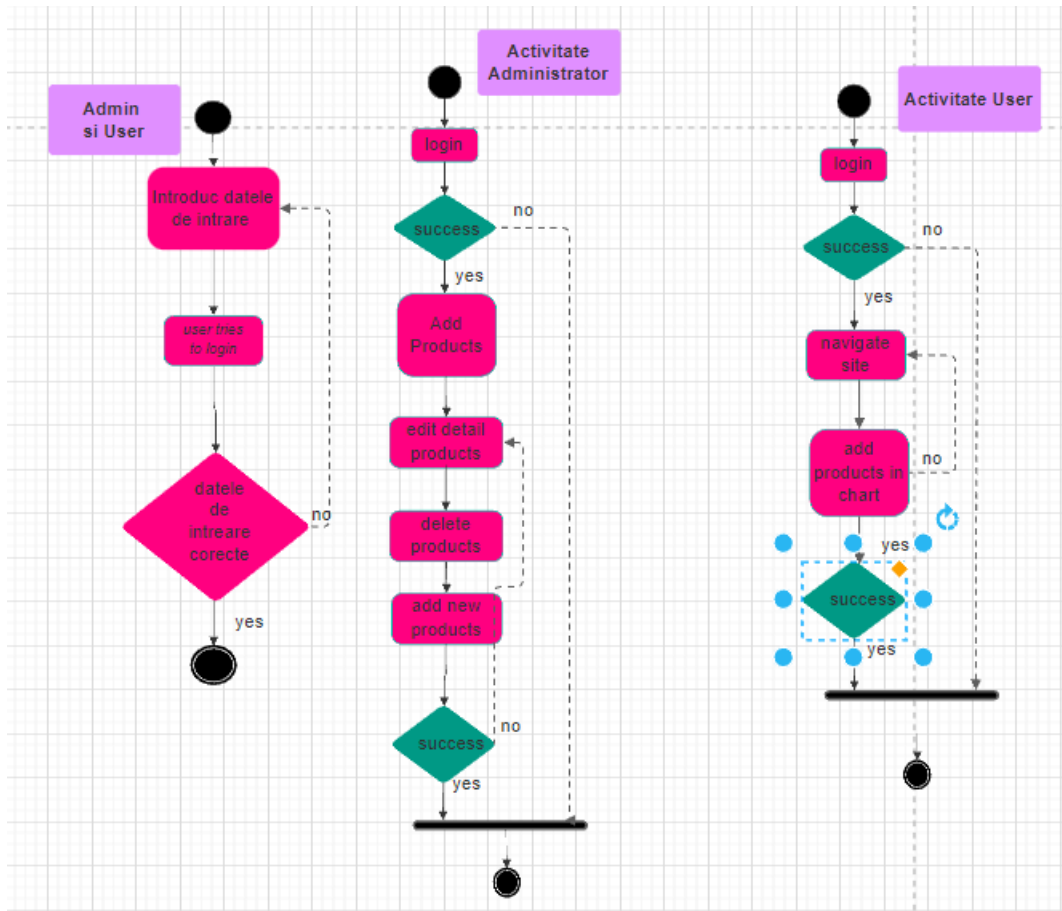 Admin
si User
Introduc datele
de intrare
user tries
to login
datele
de
intreare
corecte
no
yes
Activitate
Administrator
login
success
no
yes
Add
Products
edit detail
products
delete
products
add new
products
success
no
yes
Activitate User
login
success
no
yes
navigate
site
add
products in
chart
no
yes
success
yes